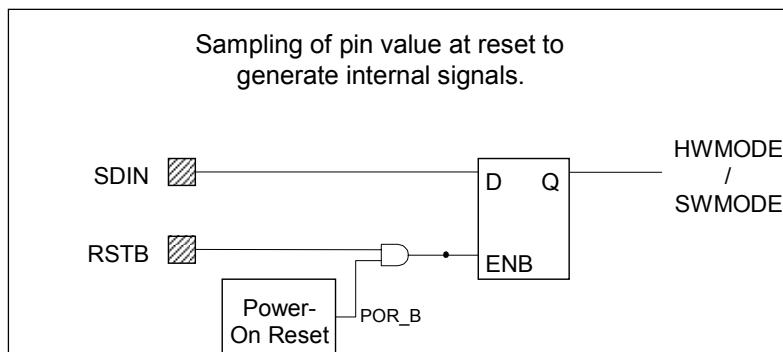 Sampling of pin value at reset to
generate internal signals.
SDIN
D Q
HWMODE
/
SWMODE
RSTB
ENB
Power-
On Reset
POR_B